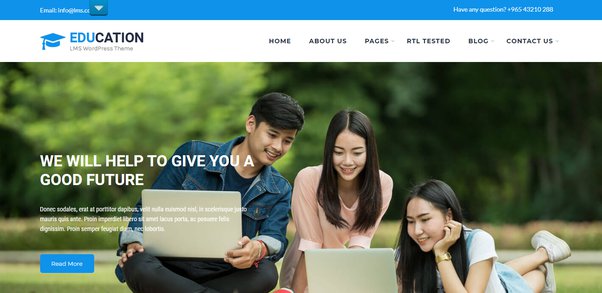 Email: info@lms.co
Have any question? +965 43210 288
EDUCATION
LMS WordPress Theme
HOME ABOUT US PAGES RTL TESTED BLOG CONTACT US
WE WILL HELP TO GIVE YOU A
GOOD FUTURE
Donec sodales, erat at porttitor dapibus, velit nulla euismod nisl, in scelerisque justo
mauris quis ante. Proin imperdiet libero sit amet lacus porta, ac posuere felis
dignissim. Proin semper feugiat diam, nec lobortis.
Read More